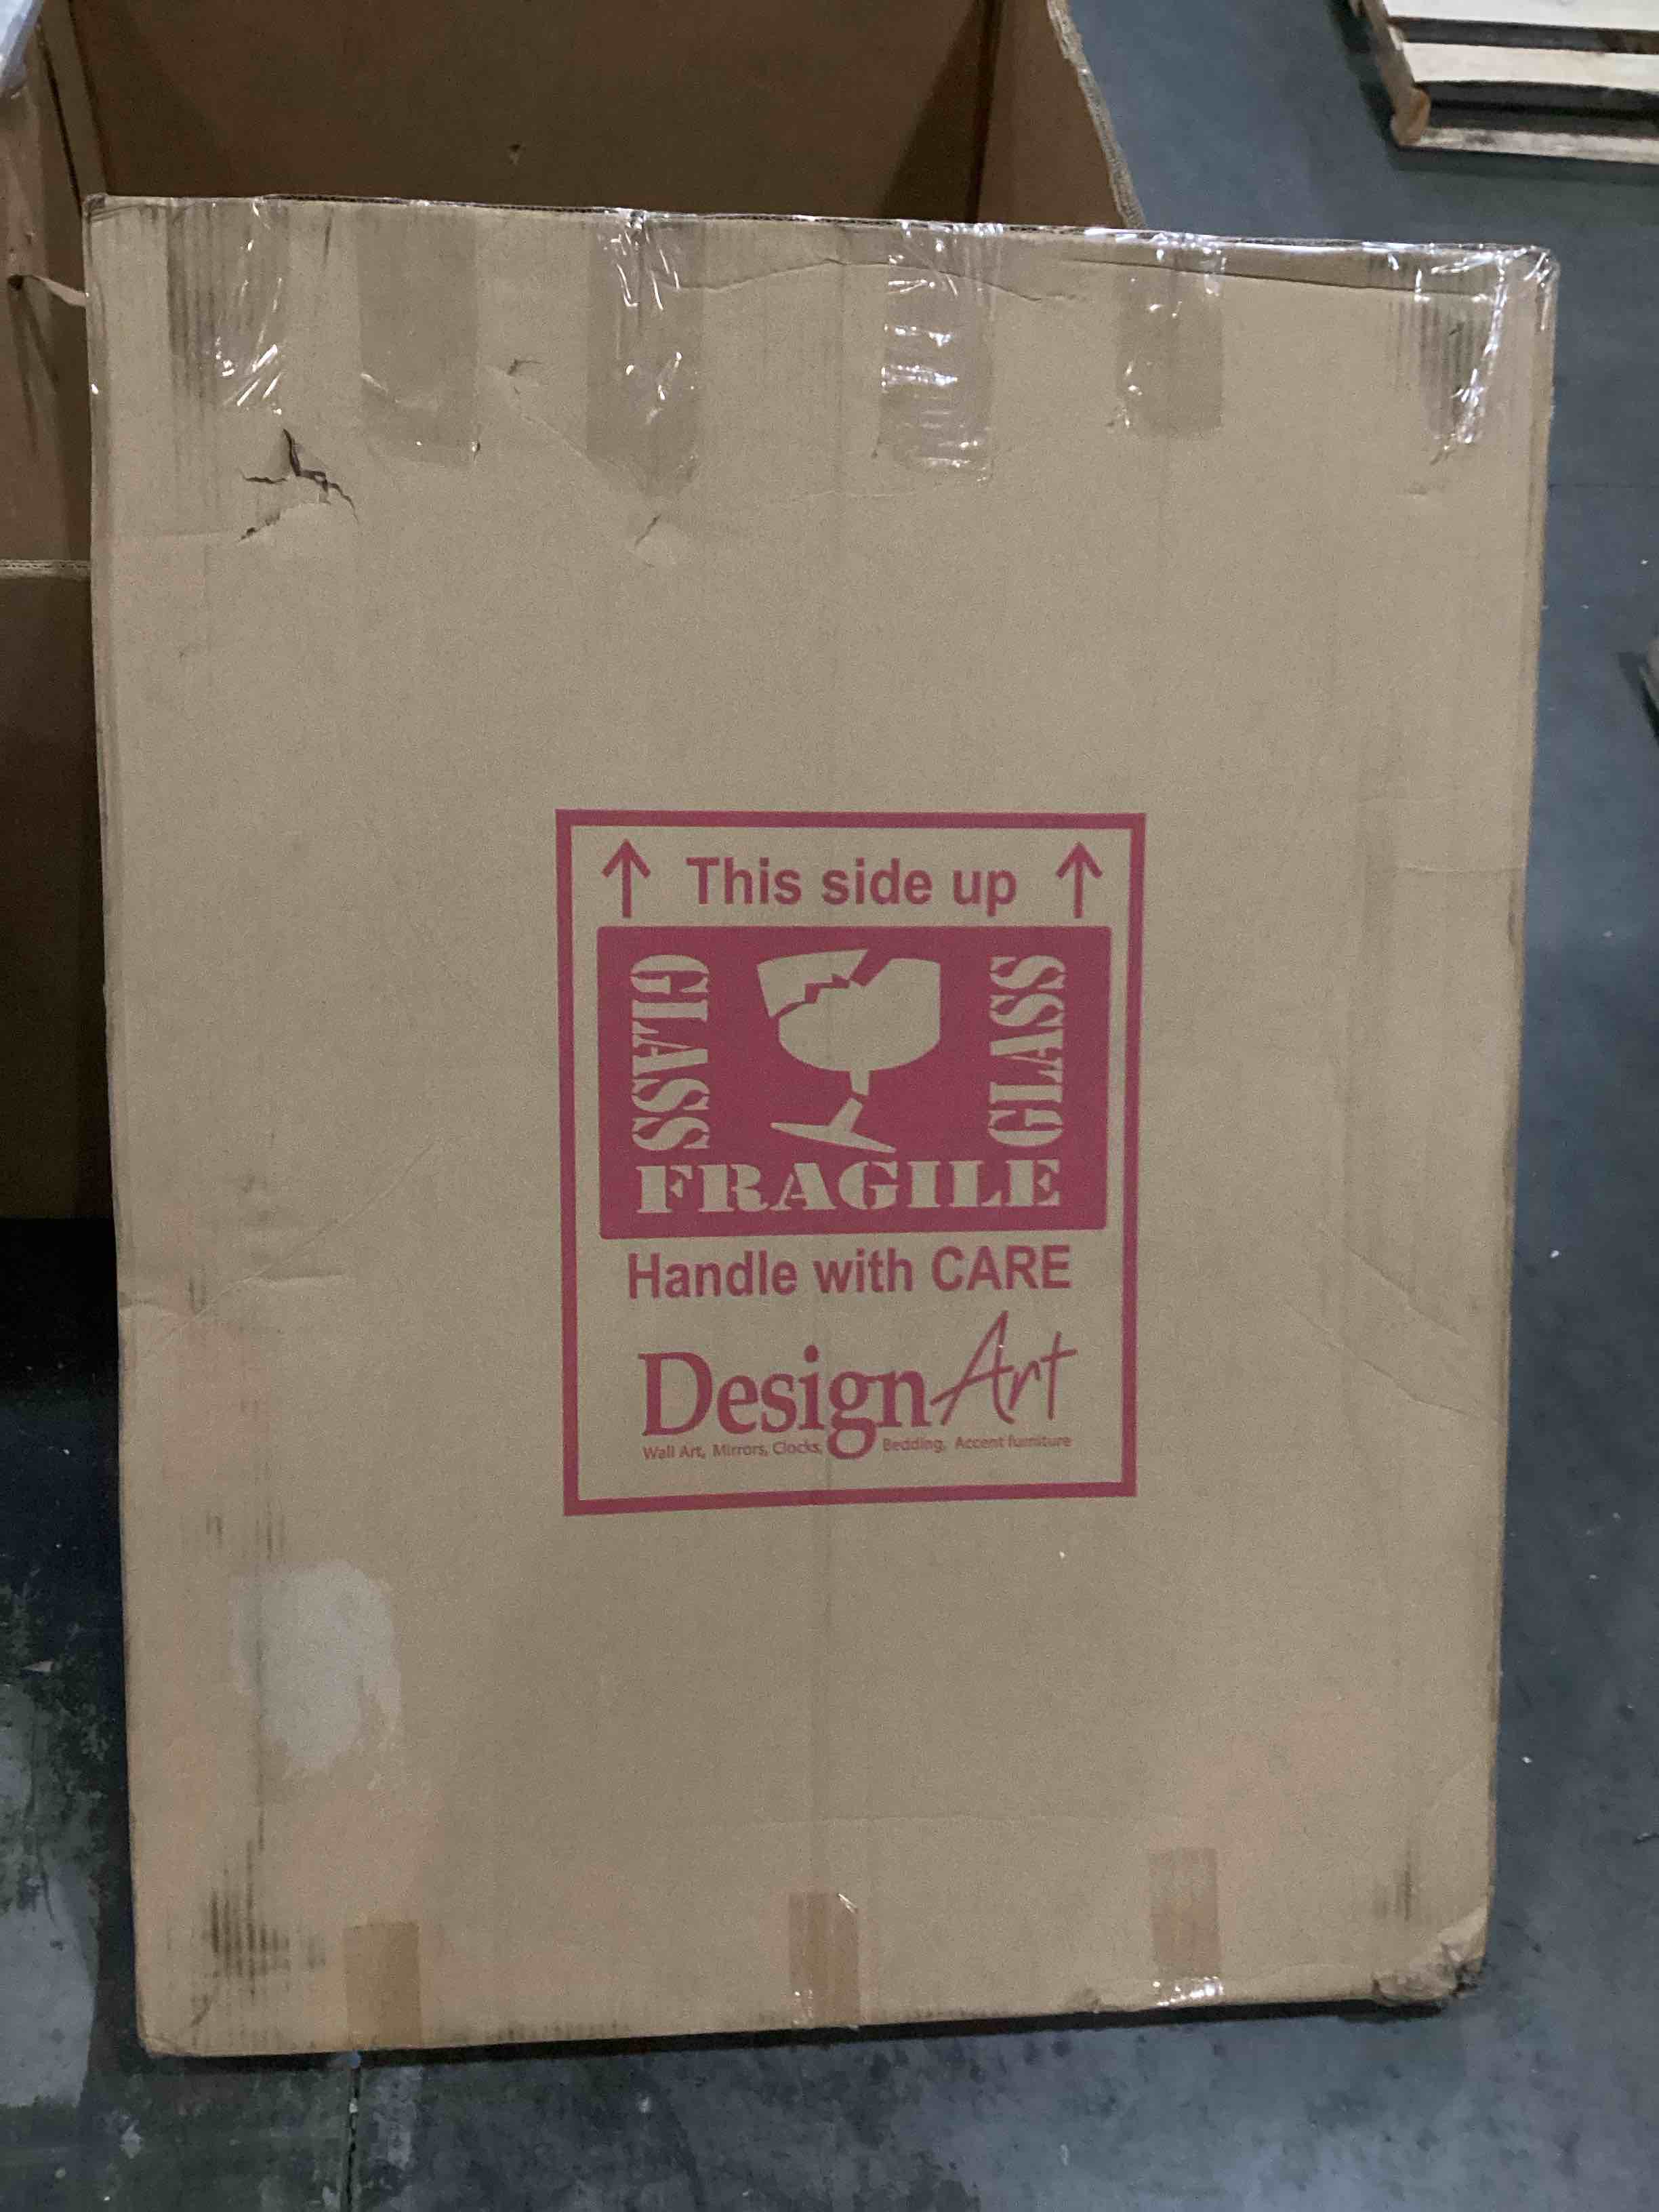 This side up
GLASS
GLASS
FRAGILE
Handle with CARE
DesignArt
Wall Art, Mirrors, Clocks, Bedding, Accent furniture